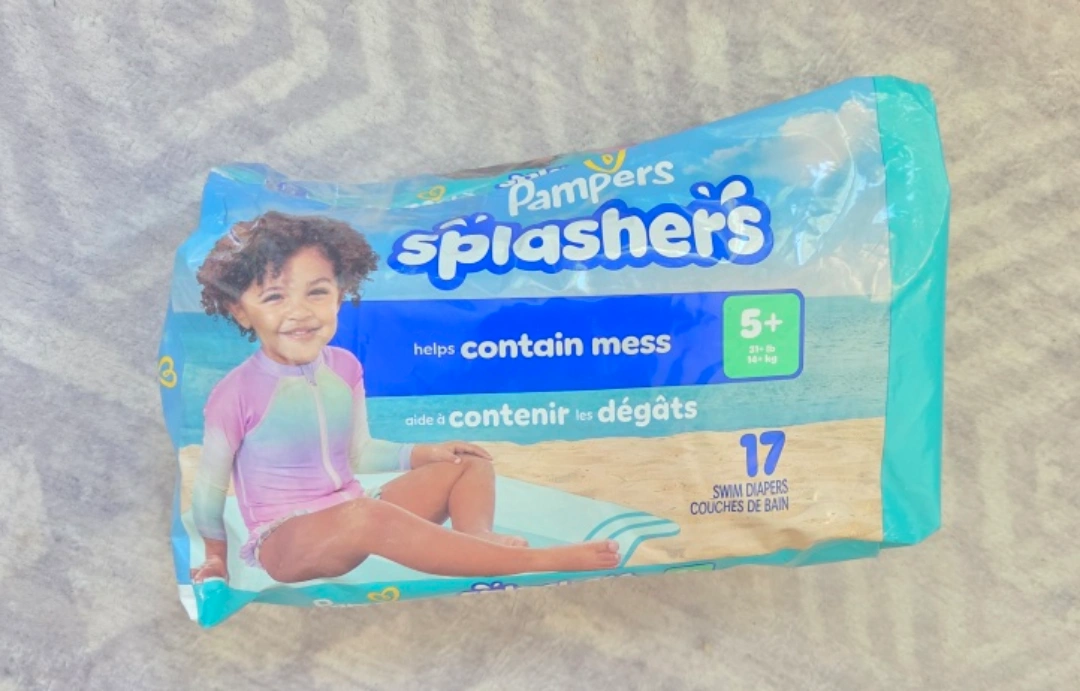 Pampers
splashers
helps contain mess
5+
31+ lb
14+ kg
aide à contenir les dégâts
17
SWIM DIAPERS
COUCHES DE BAIN